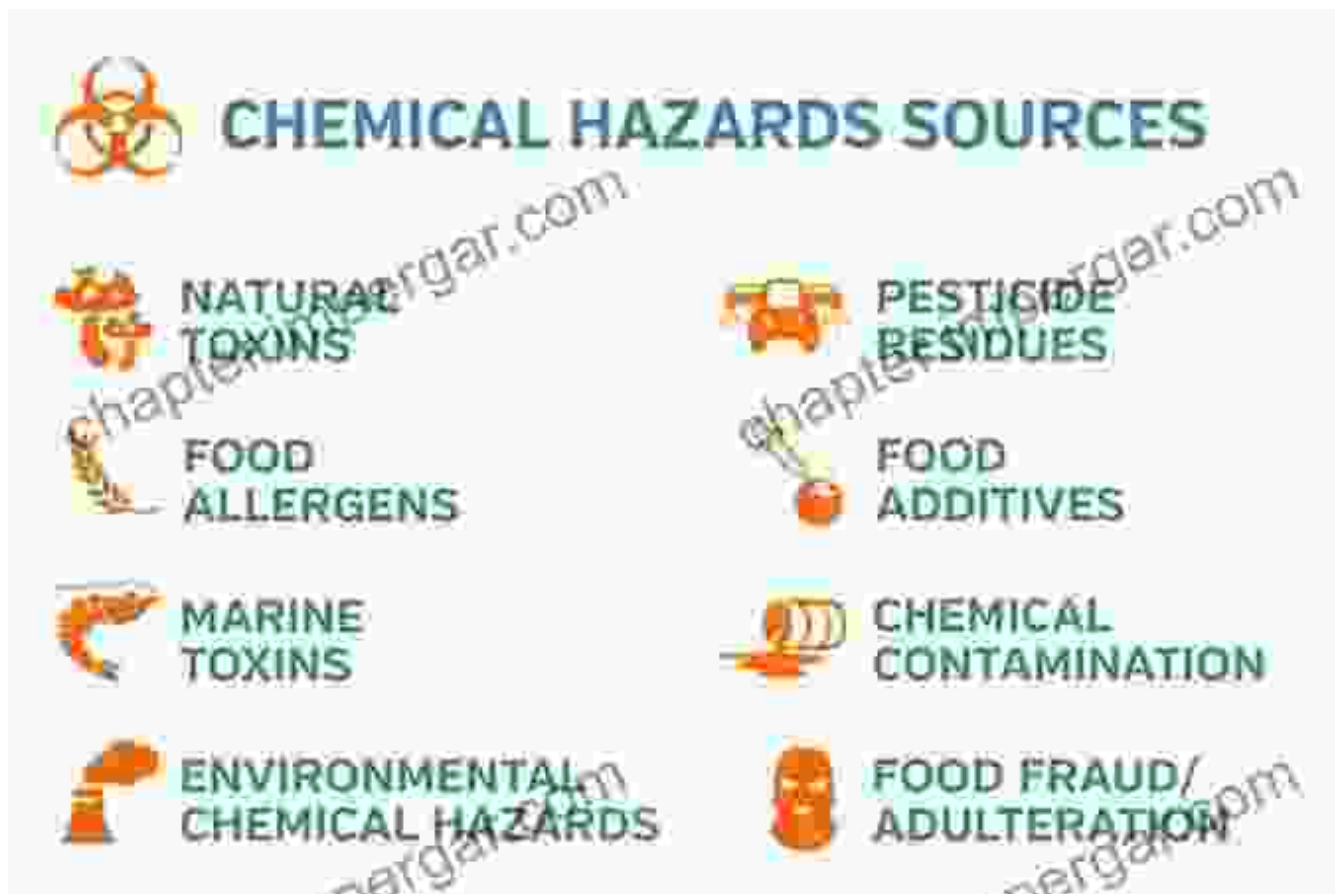 CHEMICAL HAZARDS SOURCES
NATURAL
TOXINS
PESTICIDE
RESIDUES
FOOD
ALLERGENS
FOOD
ADDITIVES
MARINE
TOXINS
CHEMICAL
CONTAMINATION
ENVIRONMENTAL
CHEMICAL HAZARDS
FOOD FRAUD/
ADULTERATION